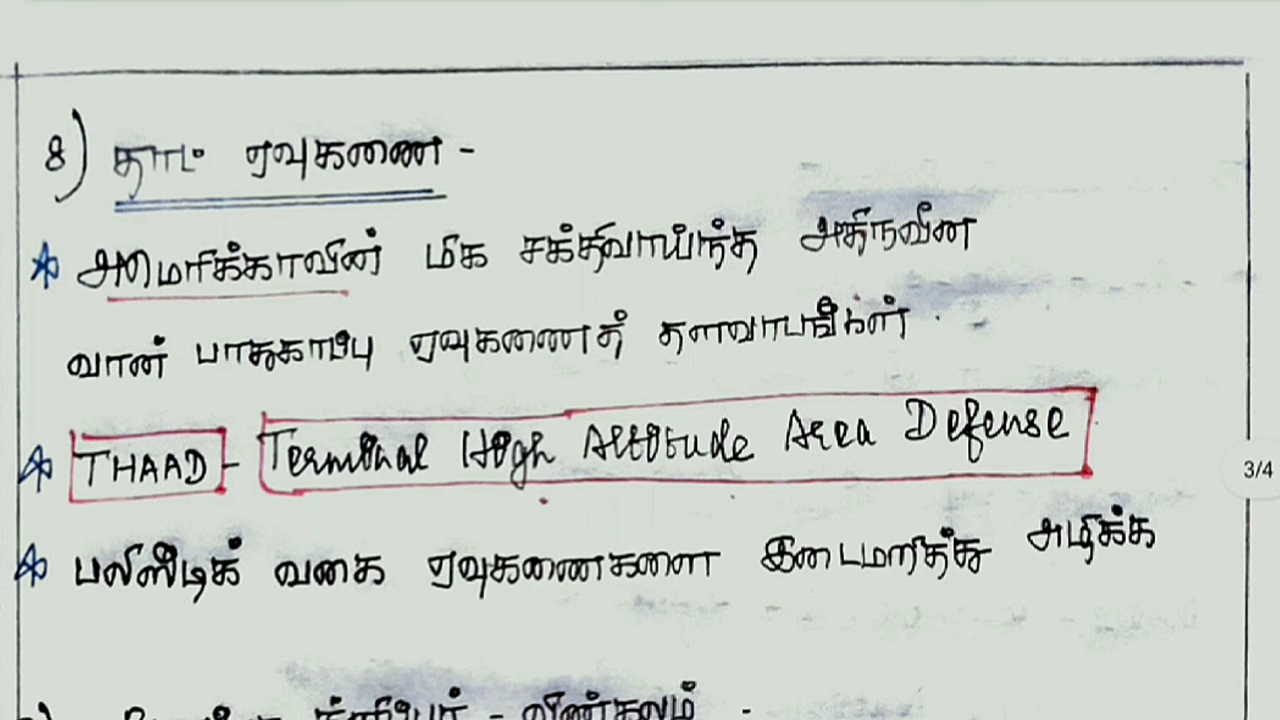 8) தாட் ஏவுகணை -
அமெரிக்காவின் மிக சக்திவாய்ந்த அதிநவீன
வான் பாதுகாப்பு ஏவுகணைத் தளவாடங்கள்
THAAD - Terminal High Altitude Area Defense
பலிஸ்டிக் வகை ஏவுகணைகளை இடைமறித்து அழிக்க
3/4
- விண்கலம் -